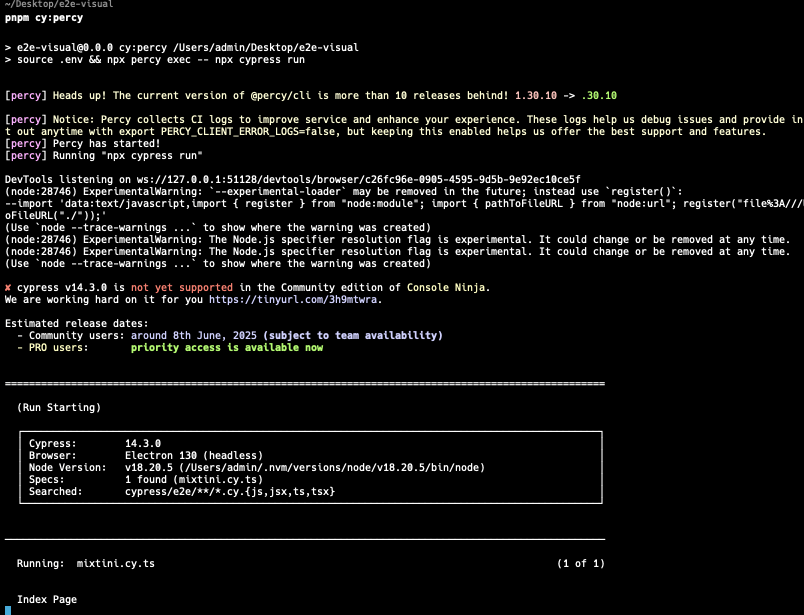 ~/Desktop/e2e-visual
pnpm cy:percy
> e2e-visual@0.0.0 cy:percy /Users/admin/Desktop/e2e-visual
> source .env && npx percy exec -- npx cypress run
[percy] Heads up! The current version of @percy/cli is more than 10 releases behind! 1.30.10 -> .30.10
[percy] Notice: Percy collects CI logs to improve service and enhance your experience. These logs help us debug issues and provide in
t out anytime with export PERCY_CLIENT_ERROR_LOGS=false, but keeping this enabled helps us offer the best support and features.
[percy] Percy has started!
[percy] Running "npx cypress run"
DevTools listening on ws://127.0.0.1:51128/devtools/browser/c26fc96e-0905-4595-9d5b-9e92ec10ce5f
(node:28746) ExperimentalWarning: `--experimental-loader` may be removed in the future; instead use `register()`:
--import 'data:text/javascript,import { register } from "node:module"; import { pathToFileURL } from "node:url"; register("file%3A///U
oFileURL("./"));'
(Use `node --trace-warnings ...` to show where the warning was created)
(node:28746) ExperimentalWarning: The Node.js specifier resolution flag is experimental. It could change or be removed at any time.
(node:28746) ExperimentalWarning: The Node.js specifier resolution flag is experimental. It could change or be removed at any time.
(Use `node --trace-warnings ...` to show where the warning was created)
✘ cypress v14.3.0 is not yet supported in the Community edition of Console Ninja.
We are working hard on it for you https://tinyurl.com/3h9mtwra.
Estimated release dates:
- Community users: around 8th June, 2025 (subject to team availability)
- PRO users: priority access is available now
(Run Starting)
Cypress: 14.3.0
Browser: Electron 130 (headless)
Node Version: v18.20.5 (/Users/admin/.nvm/versions/node/v18.20.5/bin/node)
Specs: 1 found (mixtini.cy.ts)
Searched: cypress/e2e/**/*.cy.{js,jsx,ts,tsx}
Running: mixtini.cy.ts (1 of 1)
Index Page